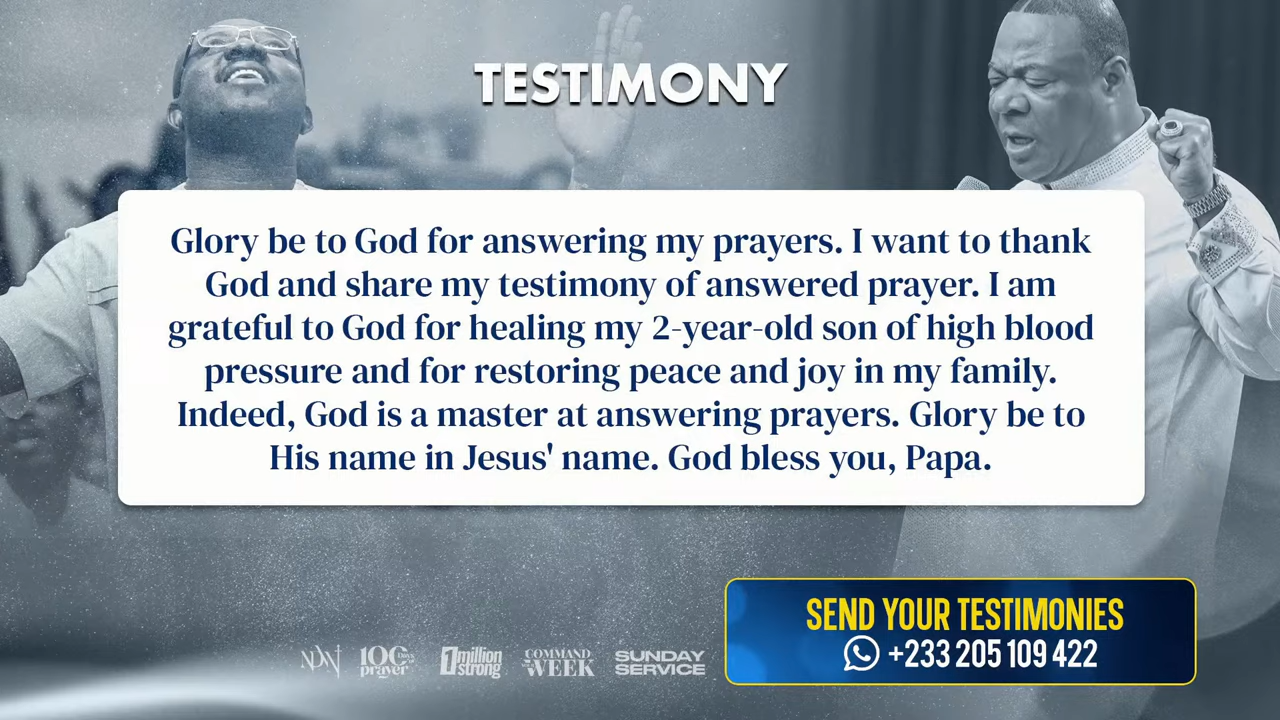 TESTIMONY
Glory be to God for answering my prayers. I want to thank
God and share my testimony of answered prayer. I am
grateful to God for healing my 2-year-old son of high blood
pressure and for restoring peace and joy in my family.
Indeed, God is a master at answering prayers. Glory be to
His name in Jesus' name. God bless you, Papa.
SEND YOUR TESTIMONIES
+233 205 109 422
100
prayer
1million
strong
COMMAND
WEEK
SUNDAY
SERVICE